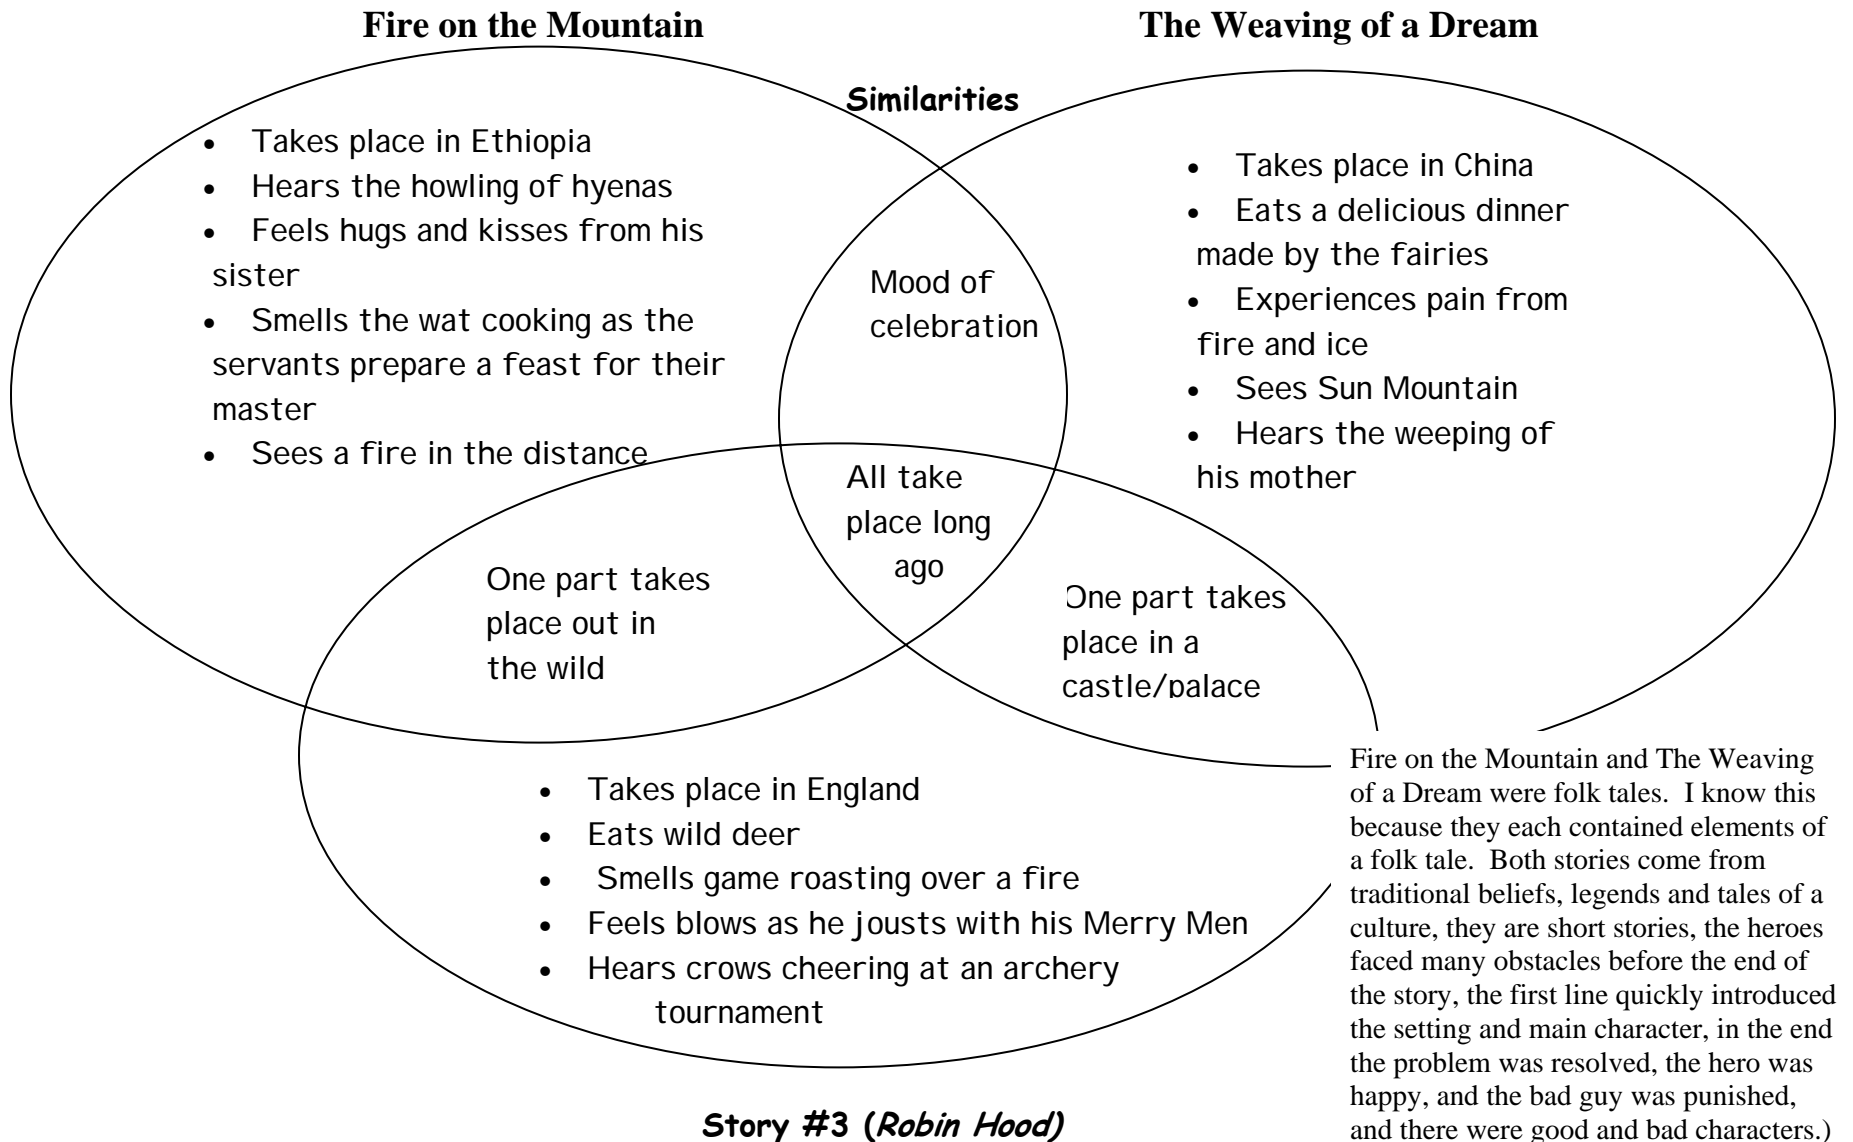 Fire on the Mountain
The Weaving of a Dream
Similarities
• Takes place in Ethiopia
• Hears the howling of hyenas
• Feels hugs and kisses from his
sister
• Smells the wat cooking as the
servants prepare a feast for their
master
• Sees a fire in the distance
Mood of
celebration
• Takes place in China
• Eats a delicious dinner
made by the fairies
• Experiences pain from
fire and ice
• Sees Sun Mountain
• Hears the weeping of
his mother
All take
place long
ago
One part takes
place out in
the wild
One part takes
place in a
castle/palace
• Takes place in England
• Eats wild deer
• Smells game roasting over a fire
• Feels blows as he jousts with his Merry Men
• Hears crows cheering at an archery
tournament
Story #3 (Robin Hood)
Fire on the Mountain and The Weaving
of a Dream were folk tales. I know this
because they each contained elements of
a folk tale. Both stories come from
traditional beliefs, legends and tales of a
culture, they are short stories, the heroes
faced many obstacles before the end of
the story, the first line quickly introduced
the setting and main character, in the end
the problem was resolved, the hero was
happy, and the bad guy was punished,
and there were good and bad characters.)